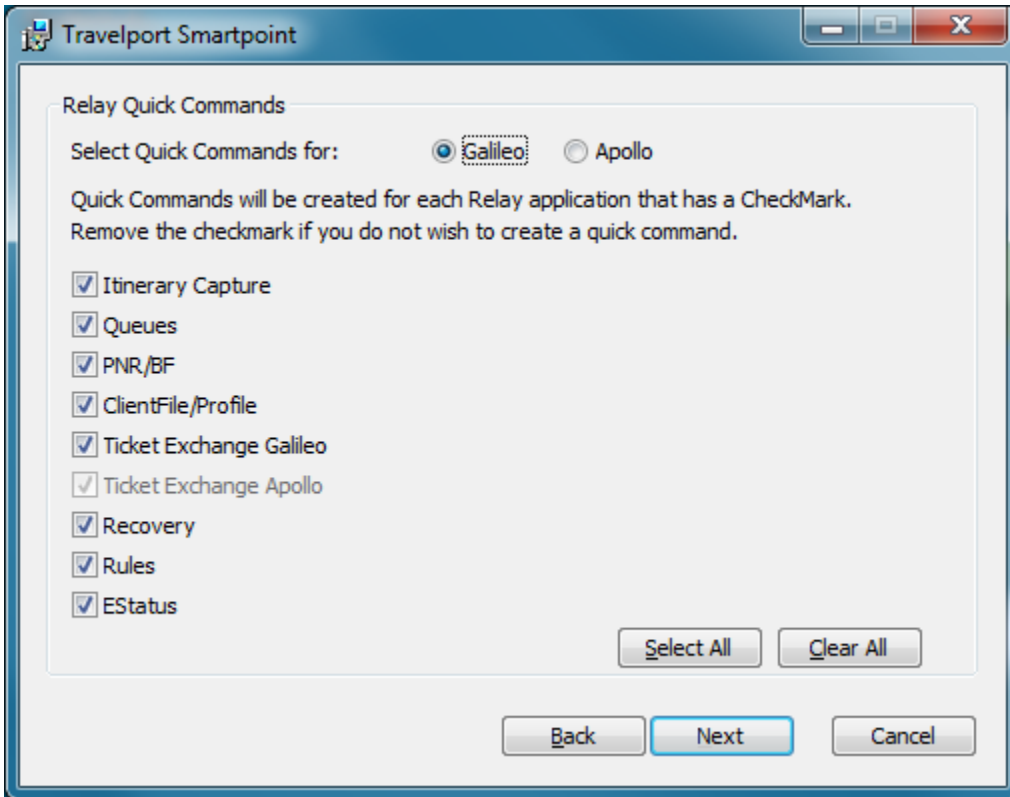 Travelport Smartpoint
Relay Quick Commands
Select Quick Commands for: Galileo Apollo
Quick Commands will be created for each Relay application that has a CheckMark.
Remove the checkmark if you do not wish to create a quick command.
Itinerary Capture
Queues
PNR/BF
ClientFile/Profile
Ticket Exchange Galileo
Ticket Exchange Apollo
Recovery
Rules
EStatus
Select All Clear All
Back Next Cancel